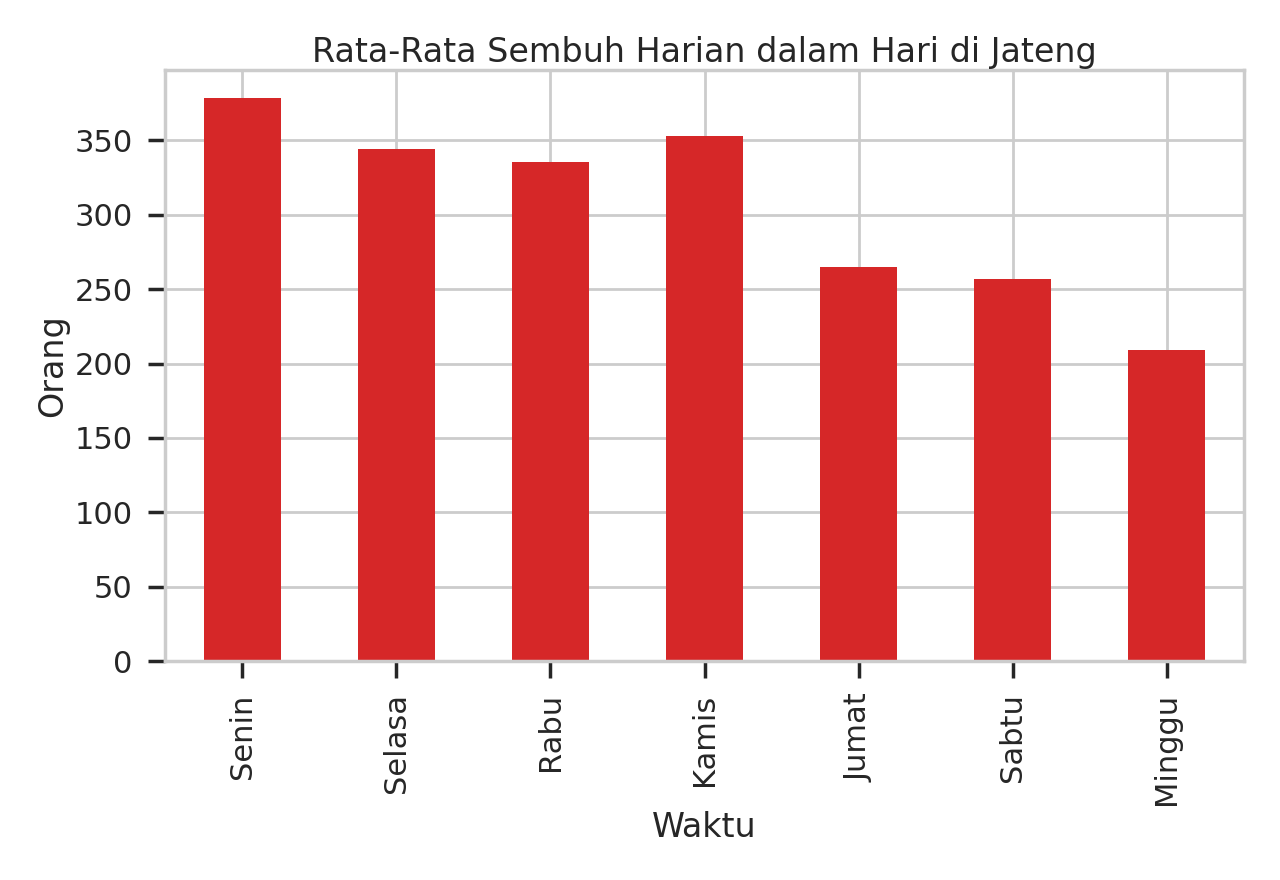 Rata-Rata Sembuh Harian dalam Hari di Jateng
Orang
350
300
250
200
150
100
50
0
Senin
Selasa
Rabu
Kamis
Jumat
Sabtu
Minggu
Waktu